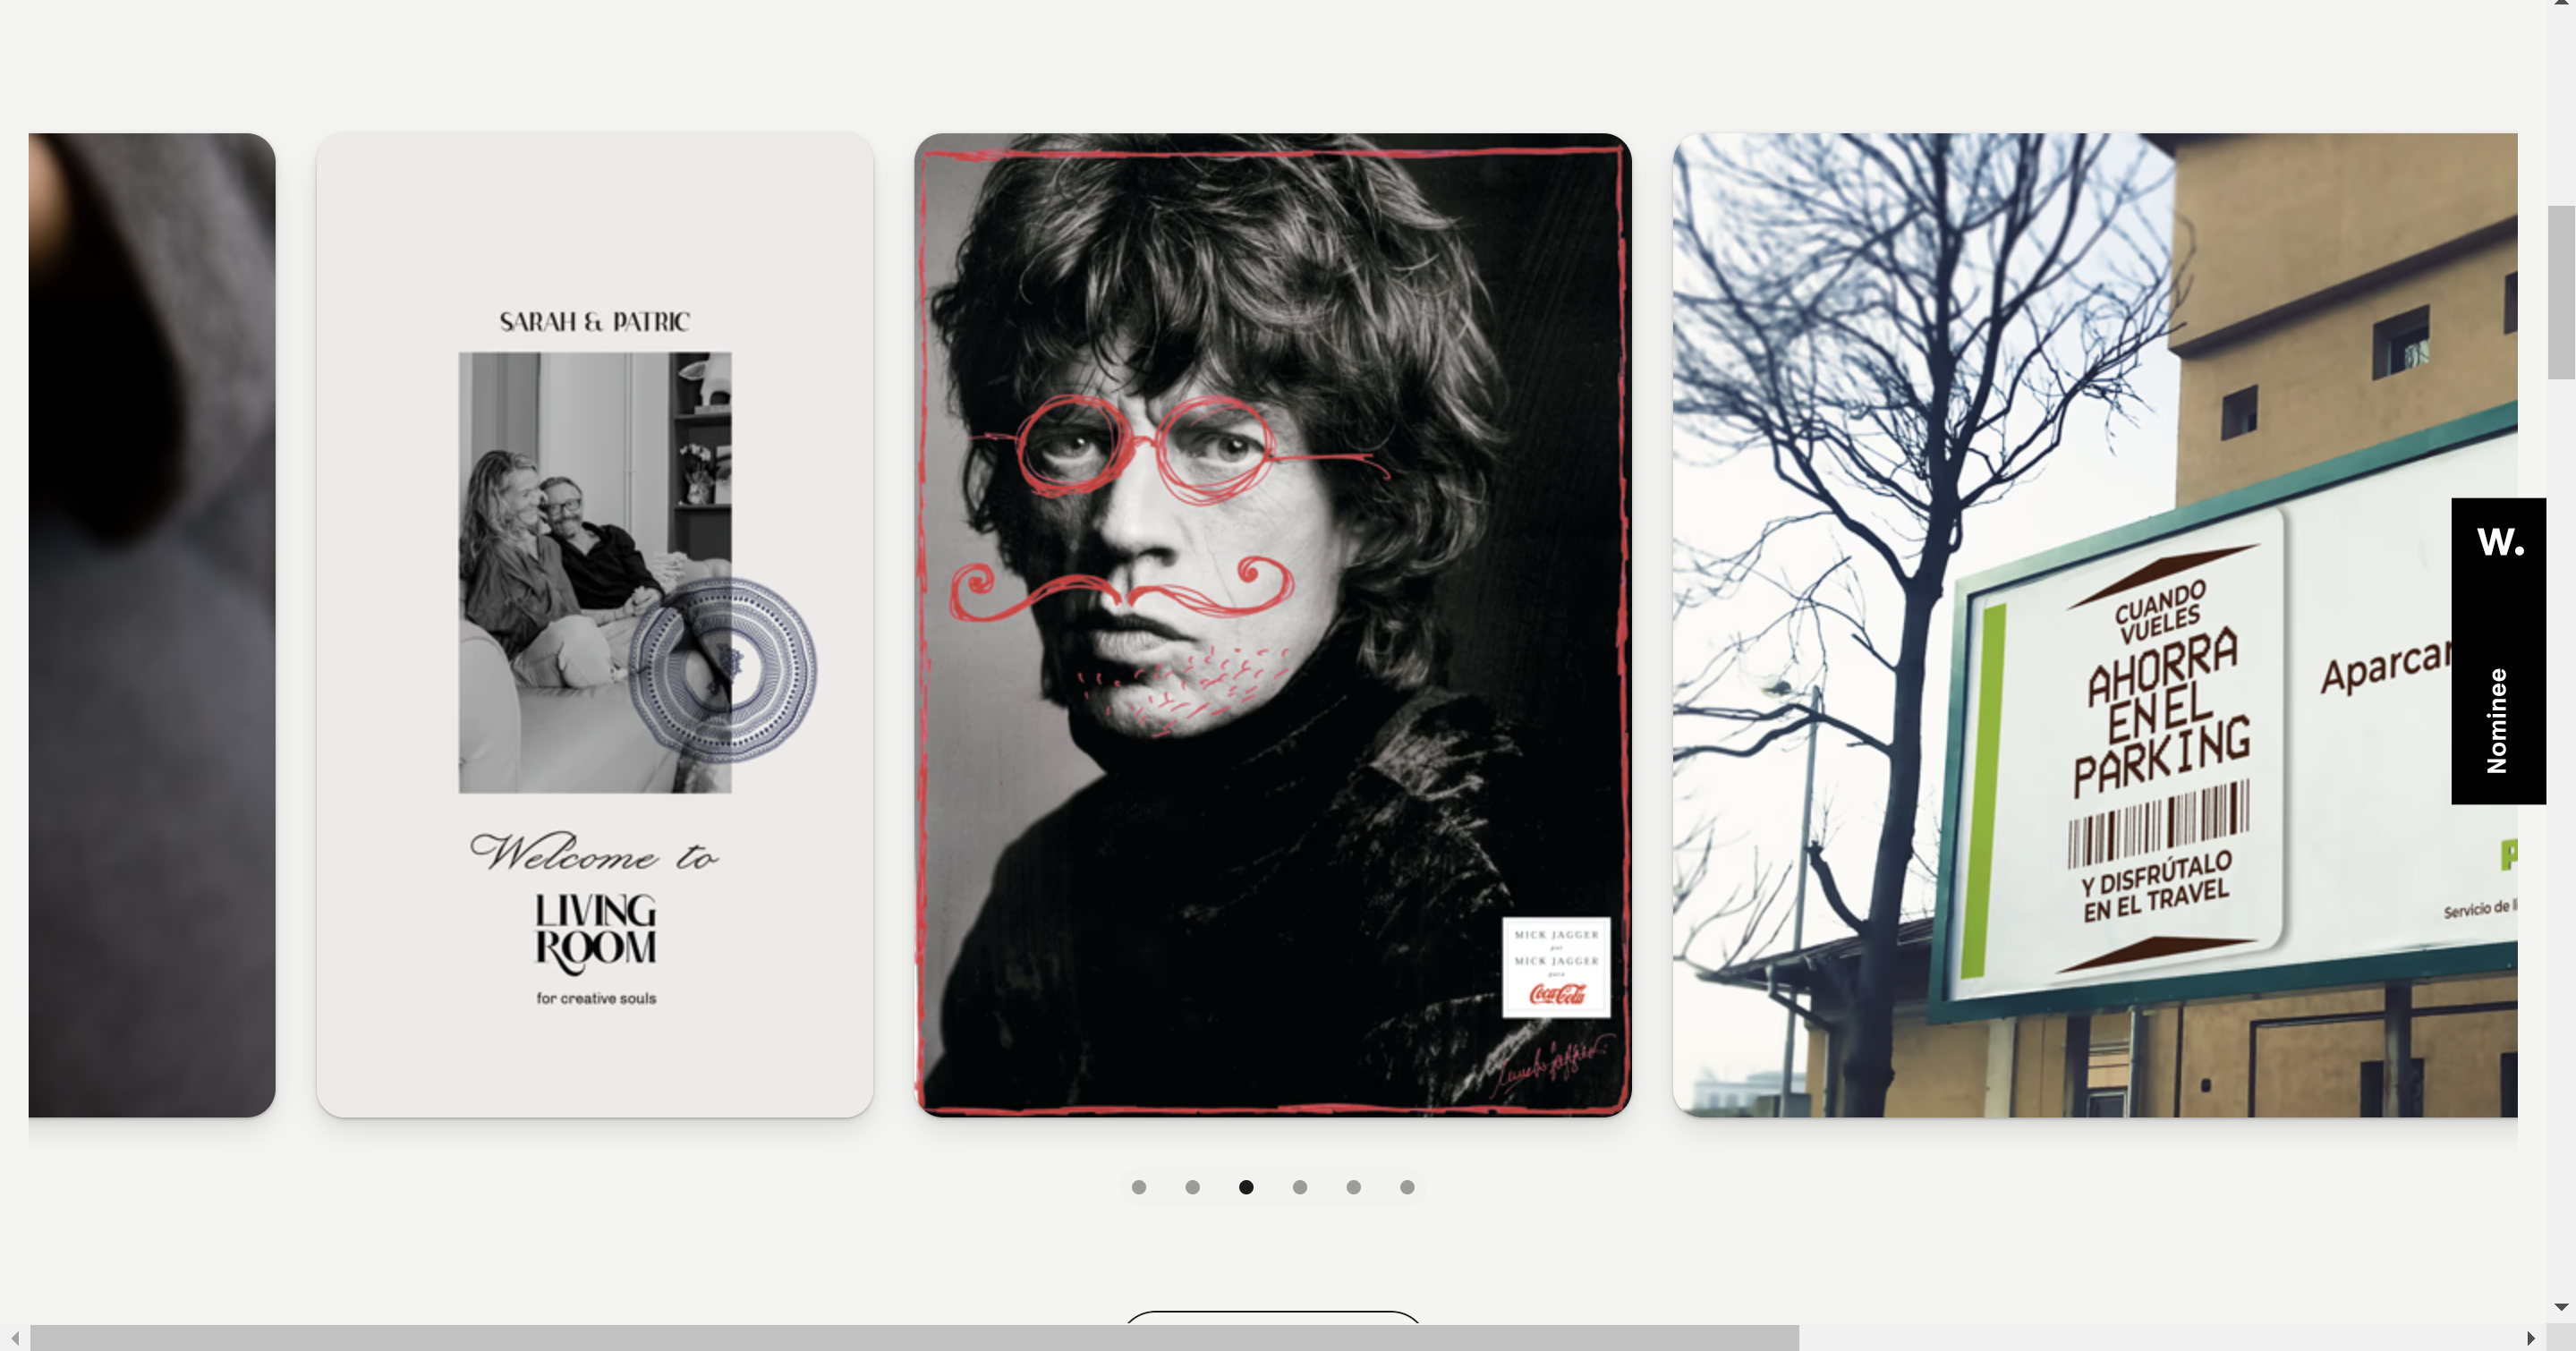 SARAH & PATRIC
Welcome to
LIVING
ROOM
for creative souls
MICK JAGGER
por
MICK JAGGER
para
Coca-Cola
CUANDO
VUELES
AHORRA
EN EL
PARKING
Y DISFRÚTALO
EN EL TRAVEL
Aparcar
P
Servicio de
W.
Nominee